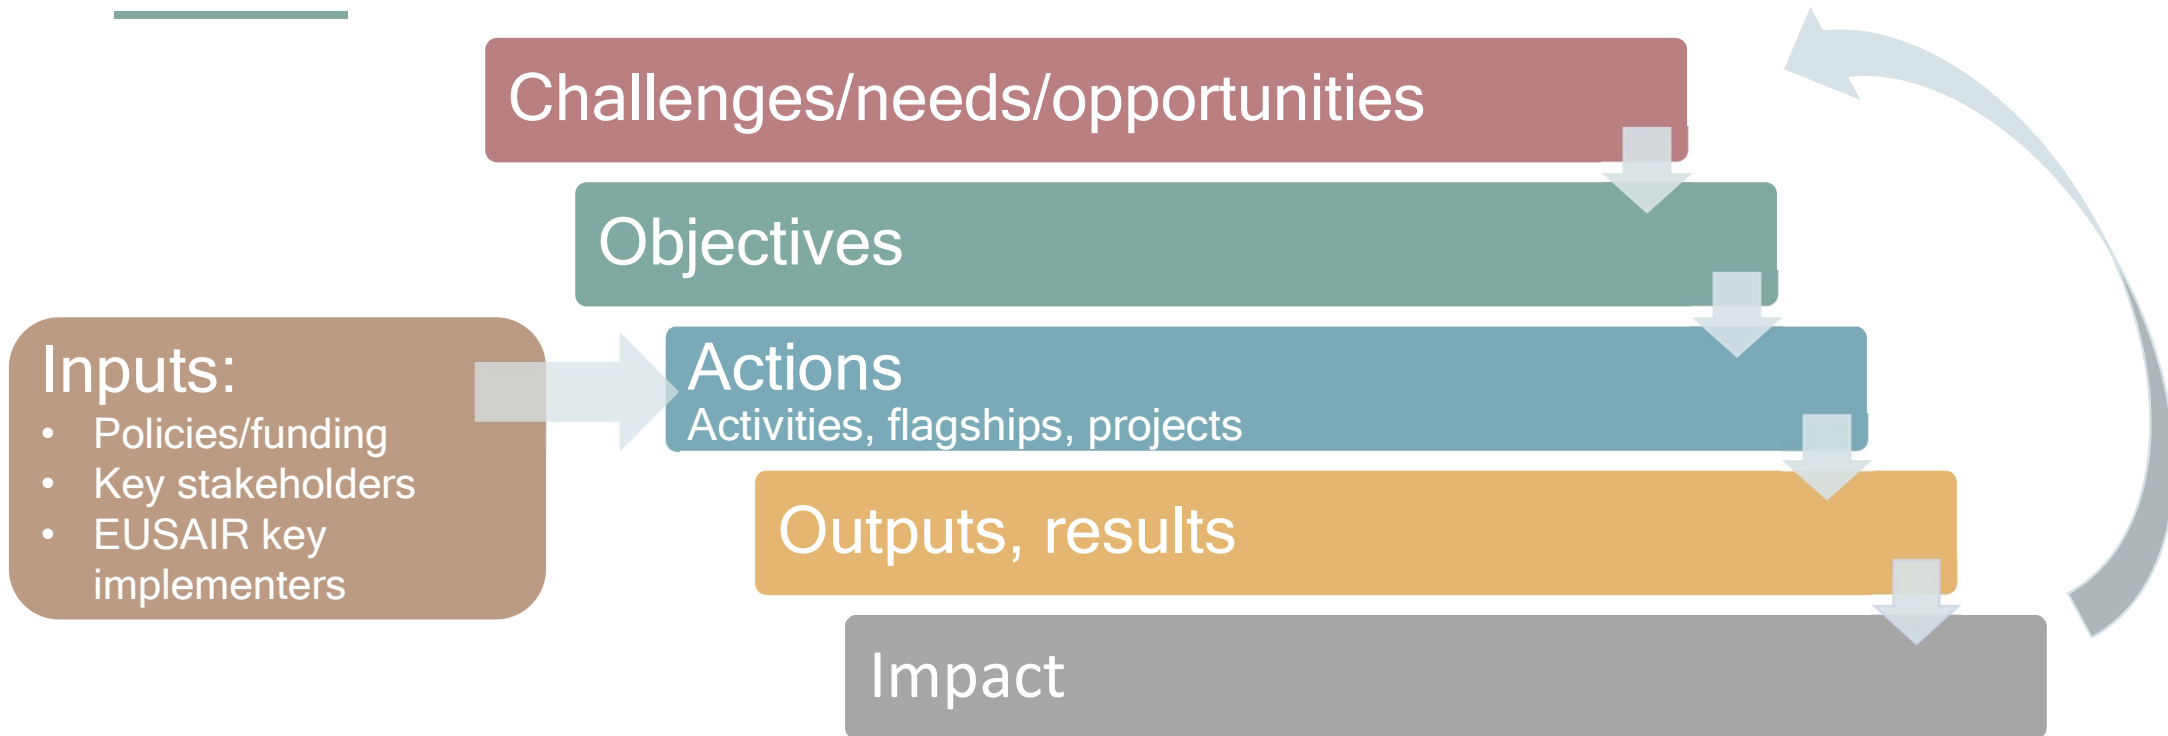 Challenges/needs/opportunities
Objectives
Inputs:
• Policies/funding
• Key stakeholders
• EUSAIR key
implementers
Actions
Activities, flagships, projects
Outputs, results
Impact